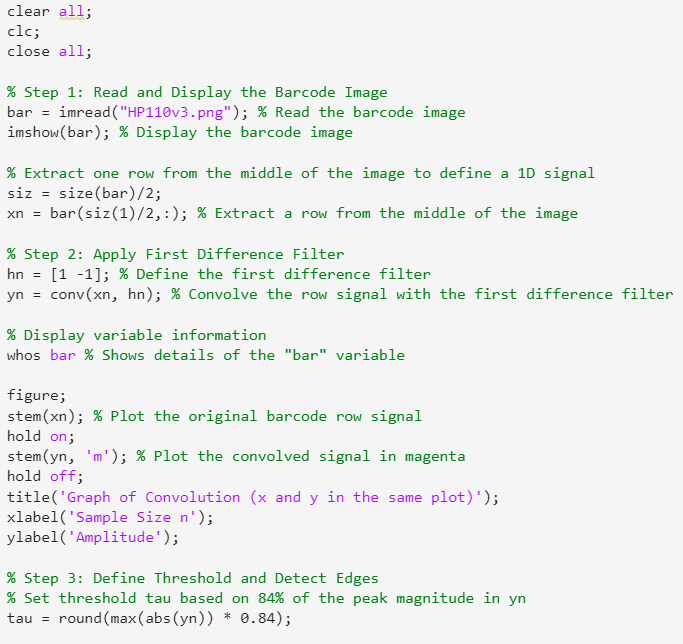 clear all;
clc;
close all;
% Step 1: Read and Display the Barcode Image
bar = imread("HP110v3.png"); % Read the barcode image
imshow(bar); % Display the barcode image
% Extract one row from the middle of the image to define a 1D signal
siz = size(bar)/2;
xn = bar(siz(1)/2,:); % Extract a row from the middle of the image
% Step 2: Apply First Difference Filter
hn = [1 -1]; % Define the first difference filter
yn = conv(xn, hn); % Convolve the row signal with the first difference filter
% Display variable information
whos bar % Shows details of the "bar" variable
figure;
stem(xn); % Plot the original barcode row signal
hold on;
stem(yn, 'm'); % Plot the convolved signal in magenta
hold off;
title('Graph of Convolution (x and y in the same plot)');
xlabel('Sample Size n');
ylabel('Amplitude');
% Step 3: Define Threshold and Detect Edges
% Set threshold tau based on 84% of the peak magnitude in yn
tau = round(max(abs(yn)) * 0.84);